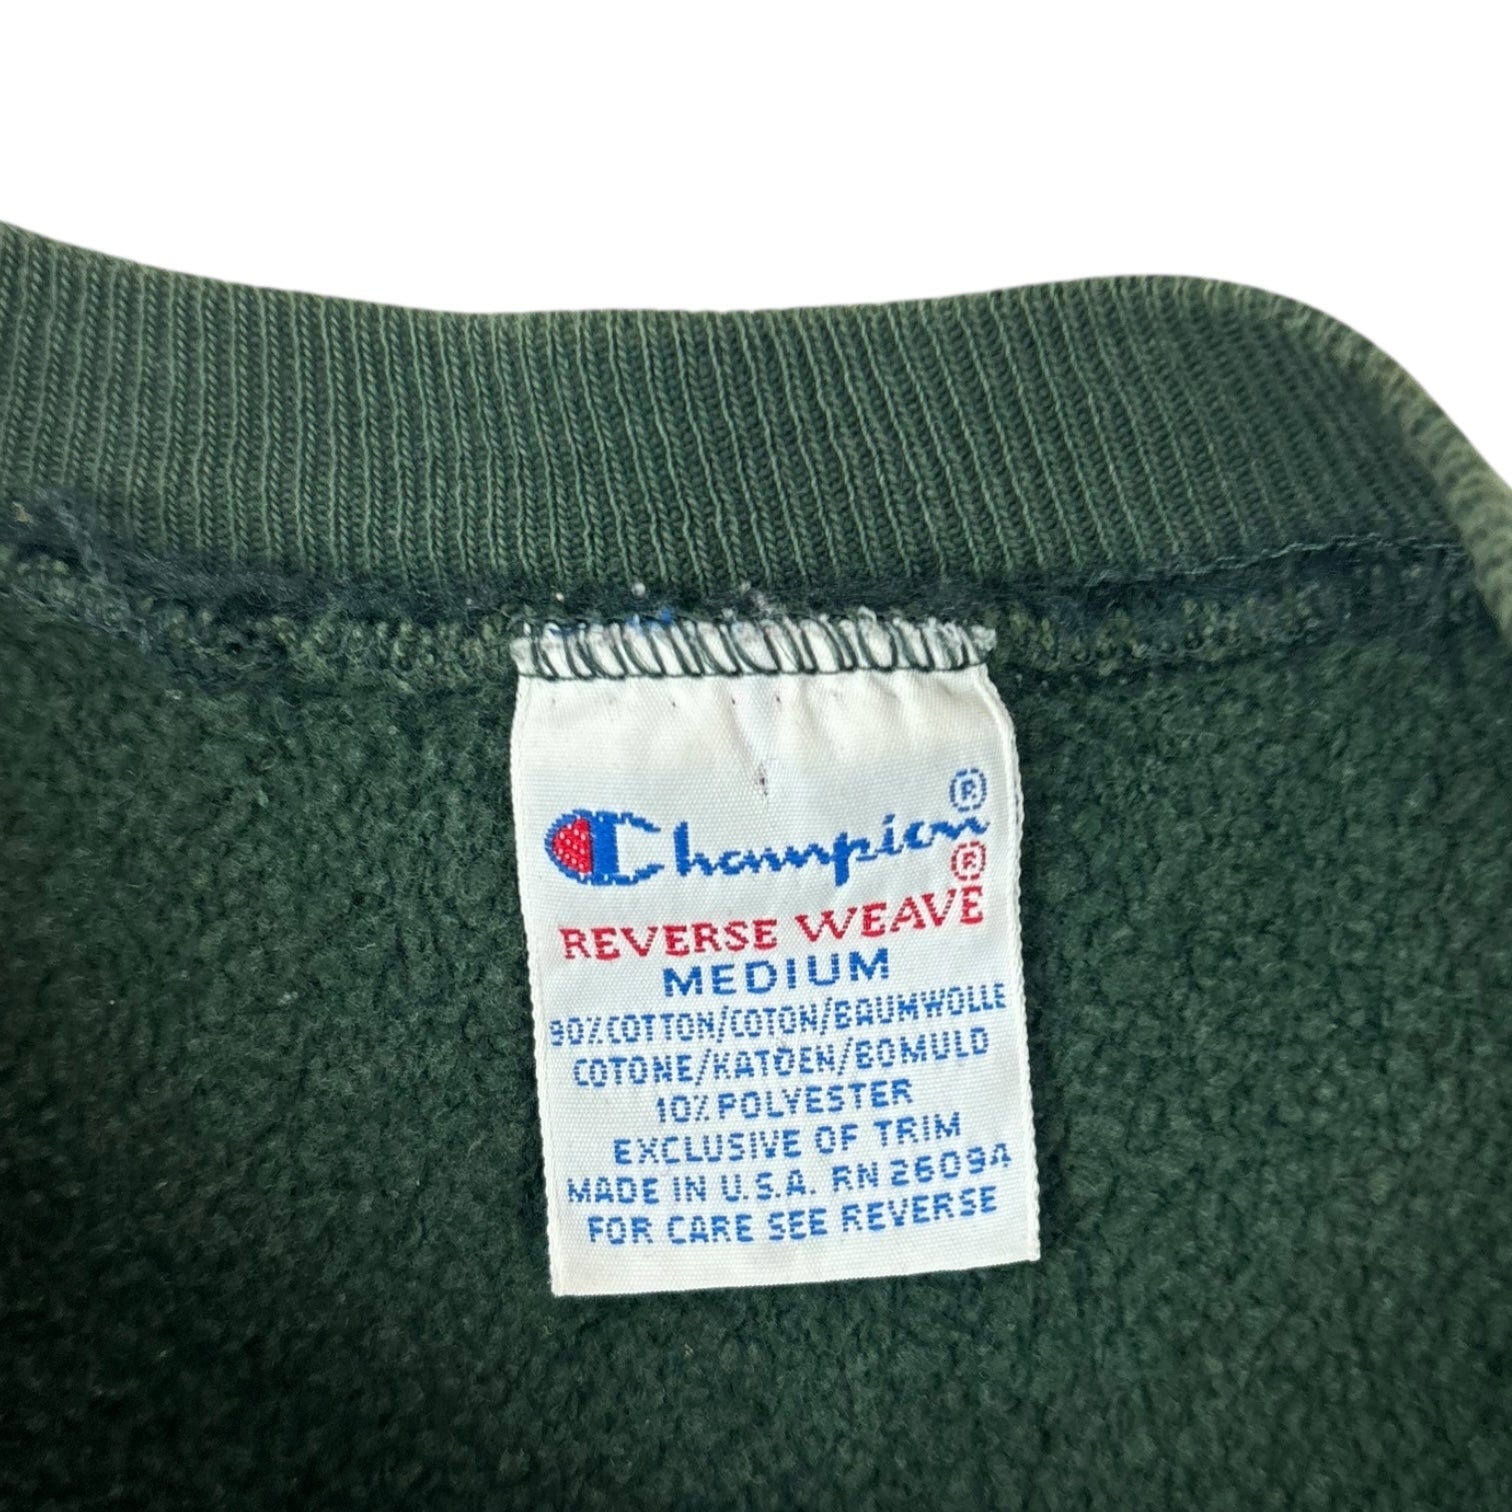 Champion®
REVERSE WEAVE®
MEDIUM
90% COTTON/COTON/BAUMWOLLE
COTONE/KATOEN/BOMULD
10% POLYESTER
EXCLUSIVE OF TRIM
MADE IN U.S.A. RN 26094
FOR CARE SEE REVERSE